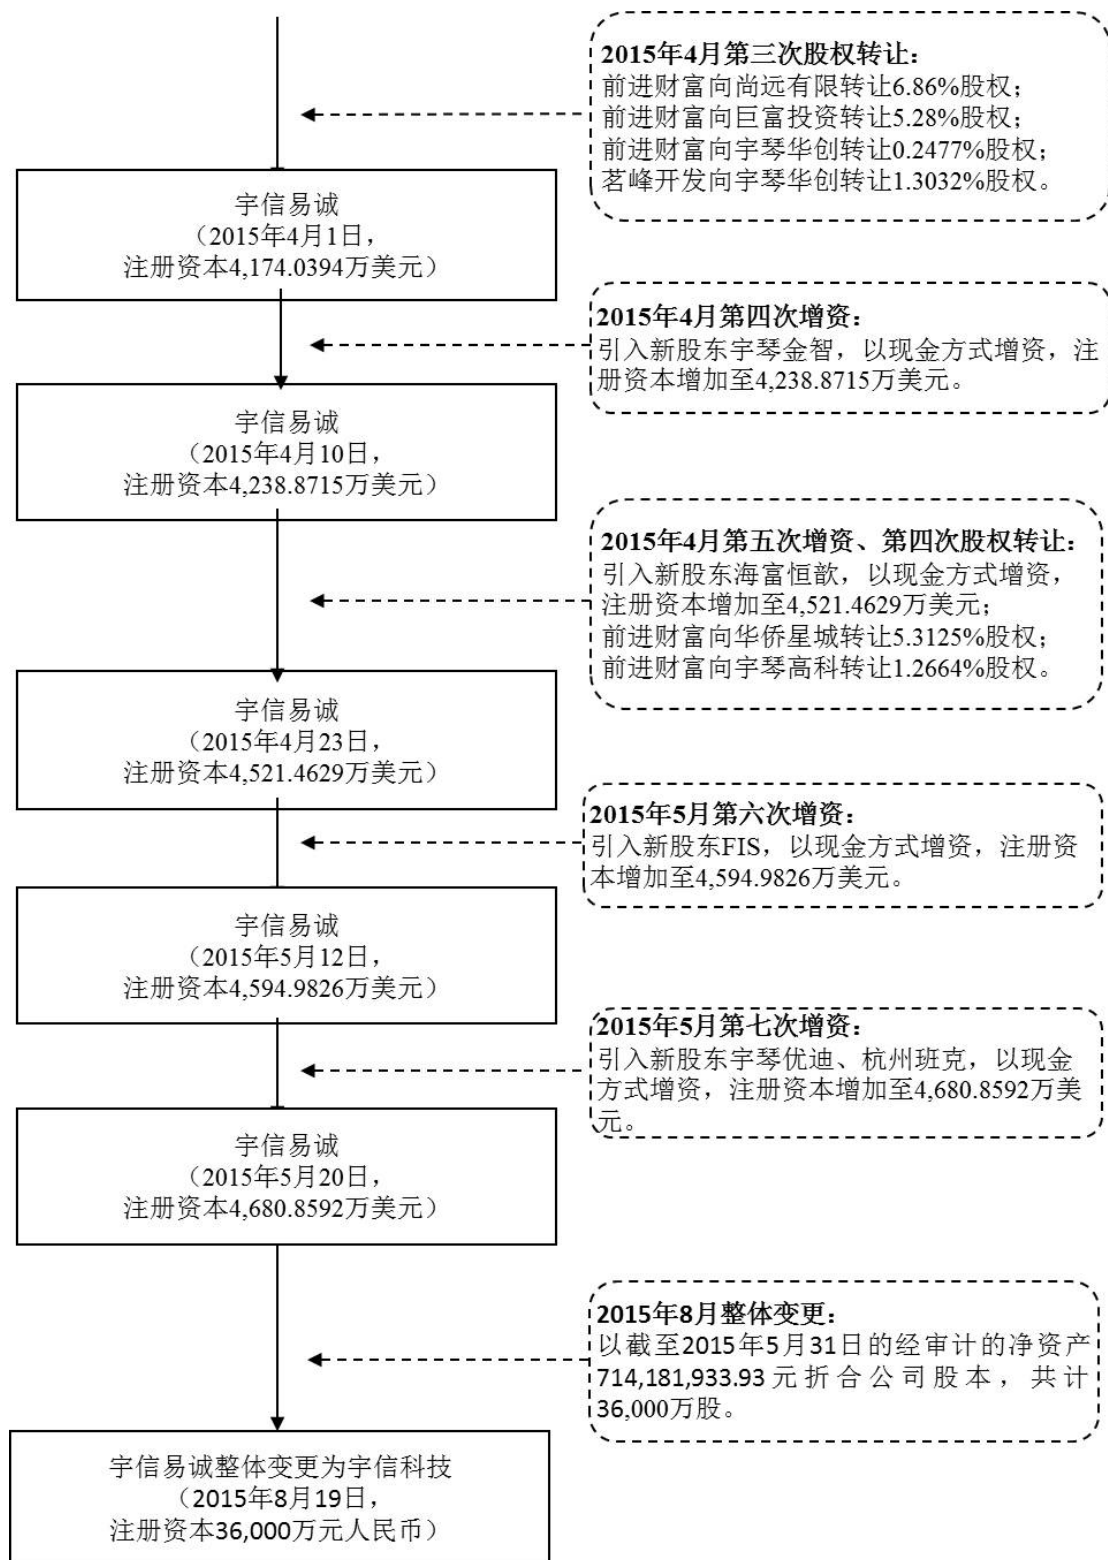 2015年4月第三次股权转让：
前进财富向尚远有限转让6.86%股权；
前进财富向巨富投资转让5.28%股权；
前进财富向宇琴华创转让0.2477%股权；
茗峰开发向宇琴华创转让1.3032%股权。
宇信易诚
（2015年4月1日，
注册资本4,174.0394万美元）
2015年4月第四次增资：
引入新股东宇琴金智，以现金方式增资，注
册资本增加至4,238.8715万美元。
宇信易诚
（2015年4月10日，
注册资本4,238.8715万美元）
2015年4月第五次增资、第四次股权转让：
引入新股东海富恒歆，以现金方式增资，
注册资本增加至4,521.4629万美元；
前进财富向华侨星城转让5.3125%股权；
前进财富向宇琴高科转让1.2664%股权。
宇信易诚
（2015年4月23日，
注册资本4,521.4629万美元）
2015年5月第六次增资：
引入新股东FIS，以现金方式增资，注册资
本增加至4,594.9826万美元。
宇信易诚
（2015年5月12日，
注册资本4,594.9826万美元）
2015年5月第七次增资：
引入新股东宇琴优迪、杭州班克，以现金
方式增资，注册资本增加至4,680.8592万美
元。
宇信易诚
（2015年5月20日，
注册资本4,680.8592万美元）
2015年8月整体变更：
以截至2015年5月31日的经审计的净资产
714,181,933.93元折合公司股本，共计
36,000万股。
宇信易诚整体变更为宇信科技
（2015年8月19日，
注册资本36,000万元人民币）